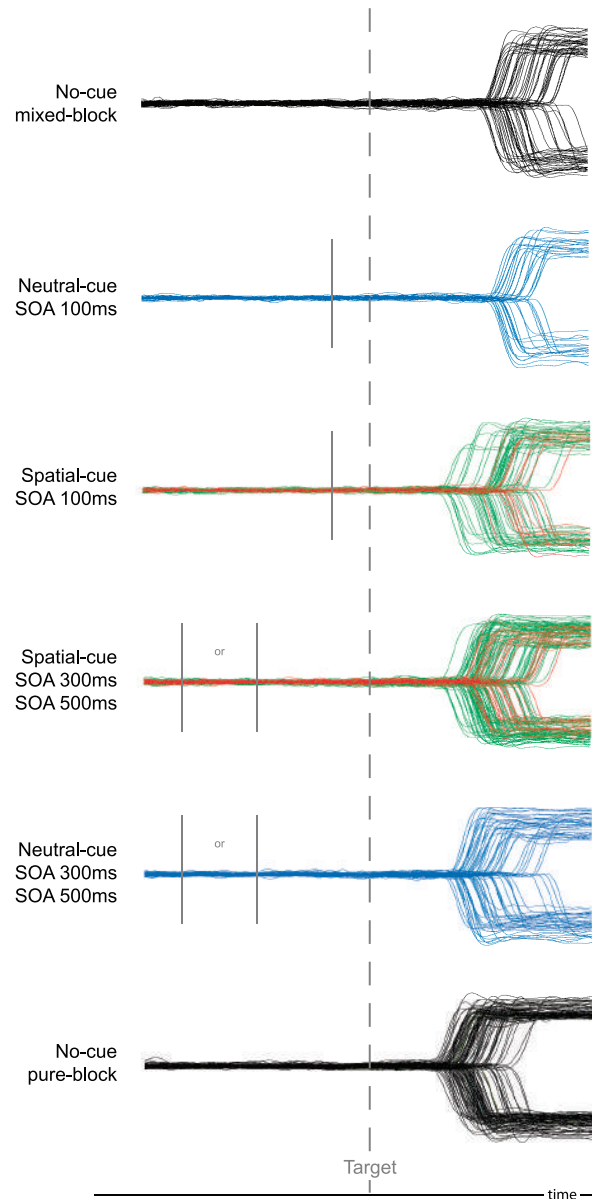 No-cue
mixed-block
Neutral-cue
SOA 100ms
Spatial-cue
SOA 100ms
Spatial-cue
SOA 300ms
SOA 500ms
or
Neutral-cue
SOA 300ms
SOA 500ms
or
No-cue
pure-block
Target
time